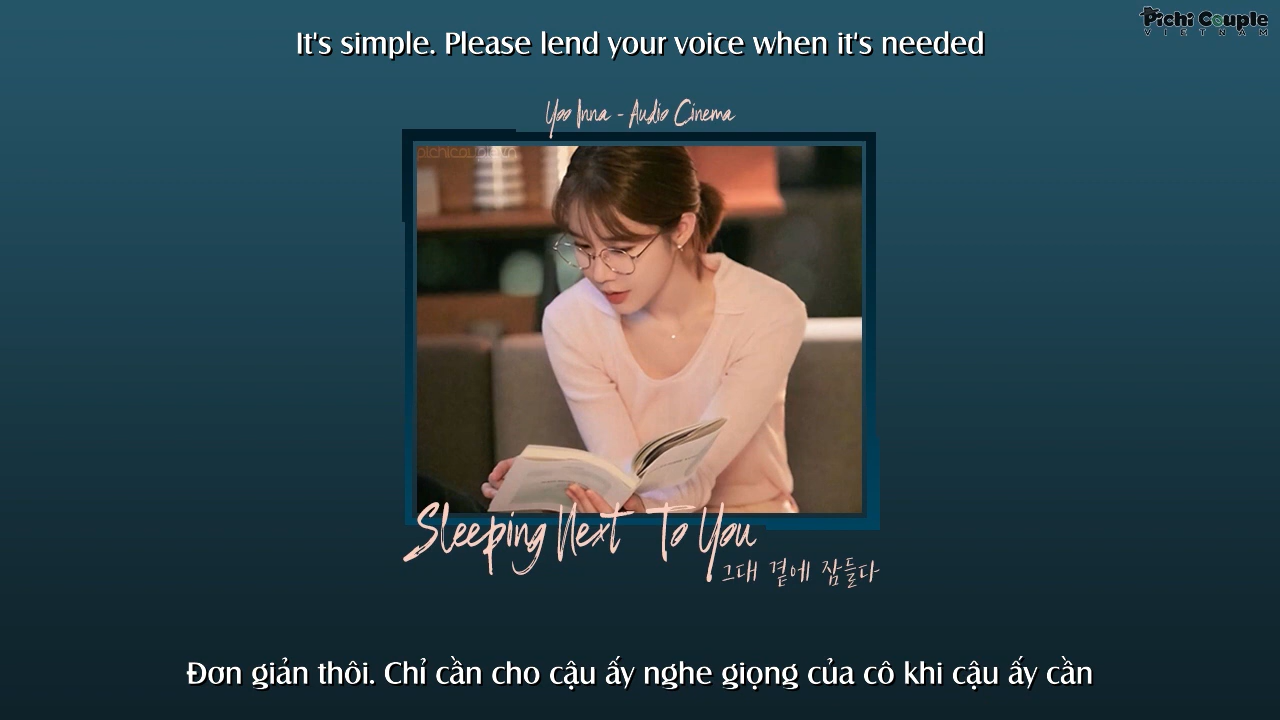 Pichi Couple
VIETNAM
It's simple. Please lend your voice when it's needed
Yoo Inna - Audio Cinema
pichicouple.vn
Sleeping Next To You
그대 곁에 잠들다
Đơn giản thôi. Chỉ cần cho cậu ấy nghe giọng của cô khi cậu ấy cần